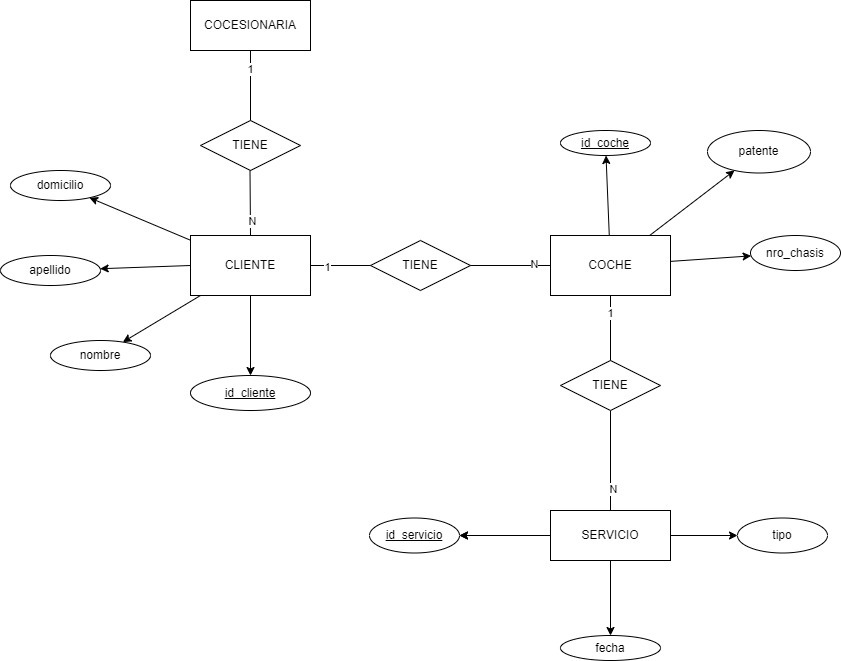 COCESIONARIA
1
TIENE
N
domicilio
apellido
nombre
id_cliente
CLIENTE
1
TIENE
N
COCHE
id_coche
patente
nro_chasis
1
TIENE
N
SERVICIO
id_servicio
tipo
fecha